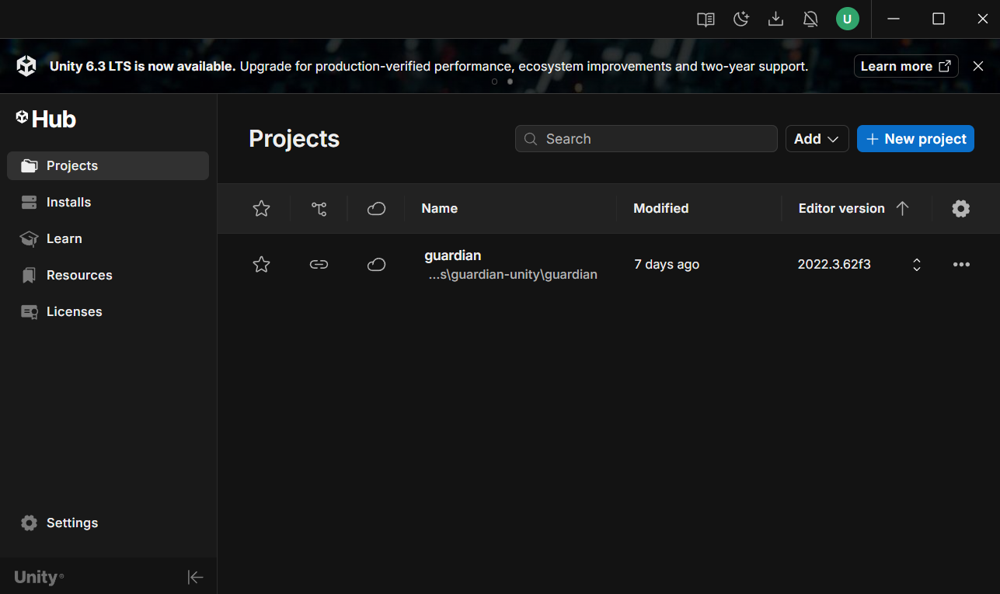 U
Unity 6.3 LTS is now available. Upgrade for production-verified performance, ecosystem improvements and two-year support.
Learn more
Hub
Projects
Installs
Learn
Resources
Licenses
Settings
Unity®
Projects
Search
Add
New project
Name Modified Editor version
guardian 7 days ago 2022.3.62f3
...s\guardian-unity\guardian